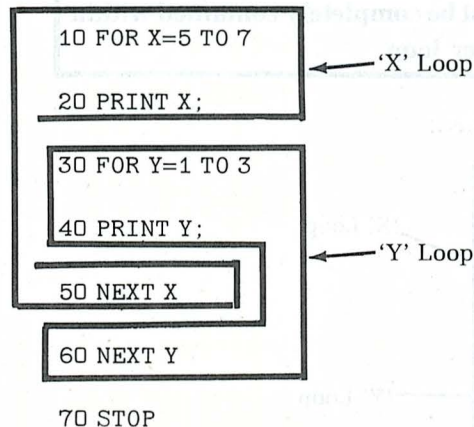 10 FOR X=5 TO 7
'X' Loop
20 PRINT X;
30 FOR Y=1 TO 3
40 PRINT Y;
'Y' Loop
50 NEXT X
60 NEXT Y
70 STOP